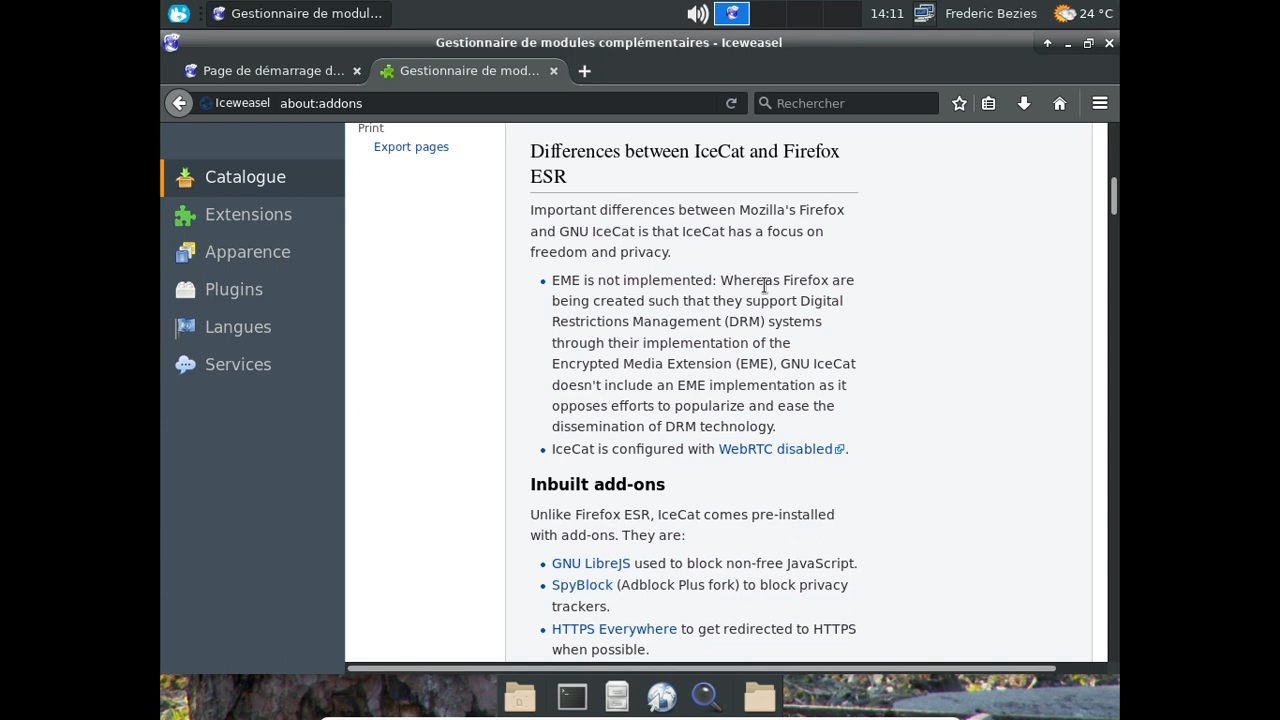 Gestionnaire de modul...
14:11
Frederic Bezies
24 °C
Gestionnaire de modules complémentaires - Iceweasel
Page de démarrage d...
Gestionnaire de mod...
Iceweasel
about:addons
Rechercher
Catalogue
Extensions
Apparence
Plugins
Langues
Services
Print
Export pages
Differences between IceCat and Firefox
ESR
Important differences between Mozilla's Firefox
and GNU IceCat is that IceCat has a focus on
freedom and privacy.
• EME is not implemented: Whereas Firefox are
being created such that they support Digital
Restrictions Management (DRM) systems
through their implementation of the
Encrypted Media Extension (EME), GNU IceCat
doesn't include an EME implementation as it
opposes efforts to popularize and ease the
dissemination of DRM technology.
• IceCat is configured with WebRTC disabled.
Inbuilt add-ons
Unlike Firefox ESR, IceCat comes pre-installed
with add-ons. They are:
• GNU LibreJS used to block non-free JavaScript.
• SpyBlock (Adblock Plus fork) to block privacy
trackers.
• HTTPS Everywhere to get redirected to HTTPS
when possible.